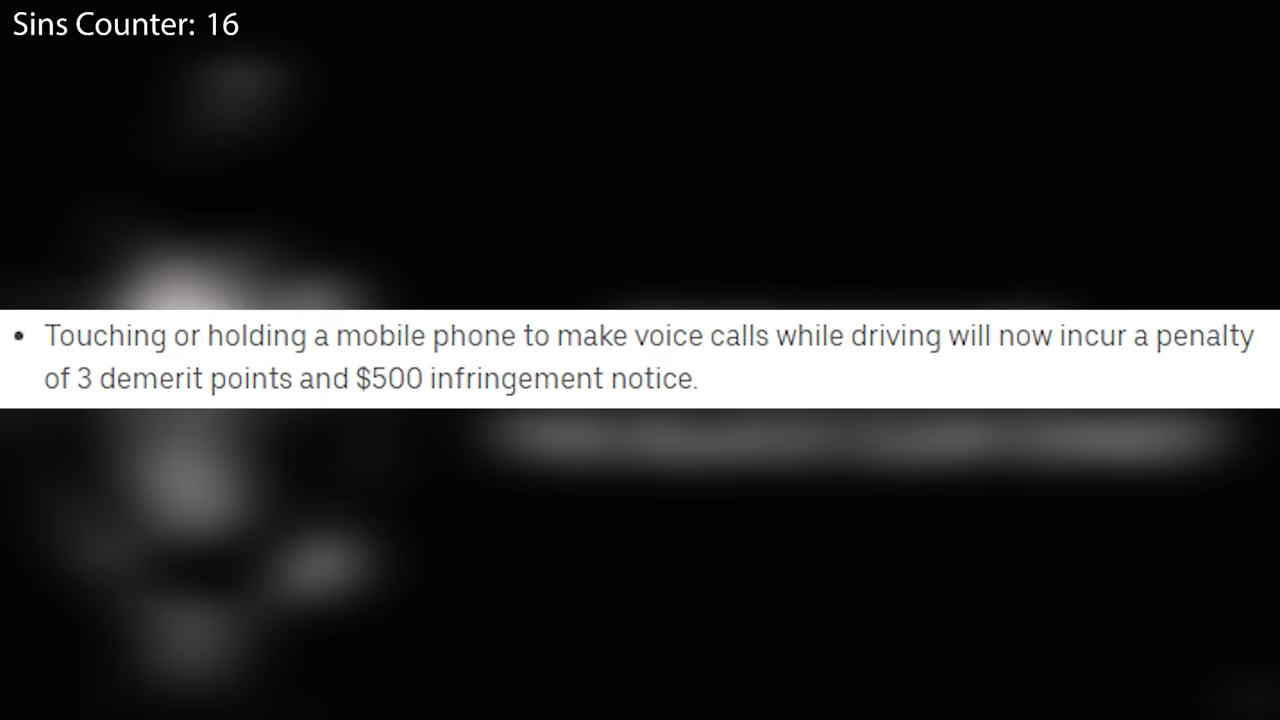 Sins Counter: 16
• Touching or holding a mobile phone to make voice calls while driving will now incur a penalty
of 3 demerit points and $500 infringement notice.